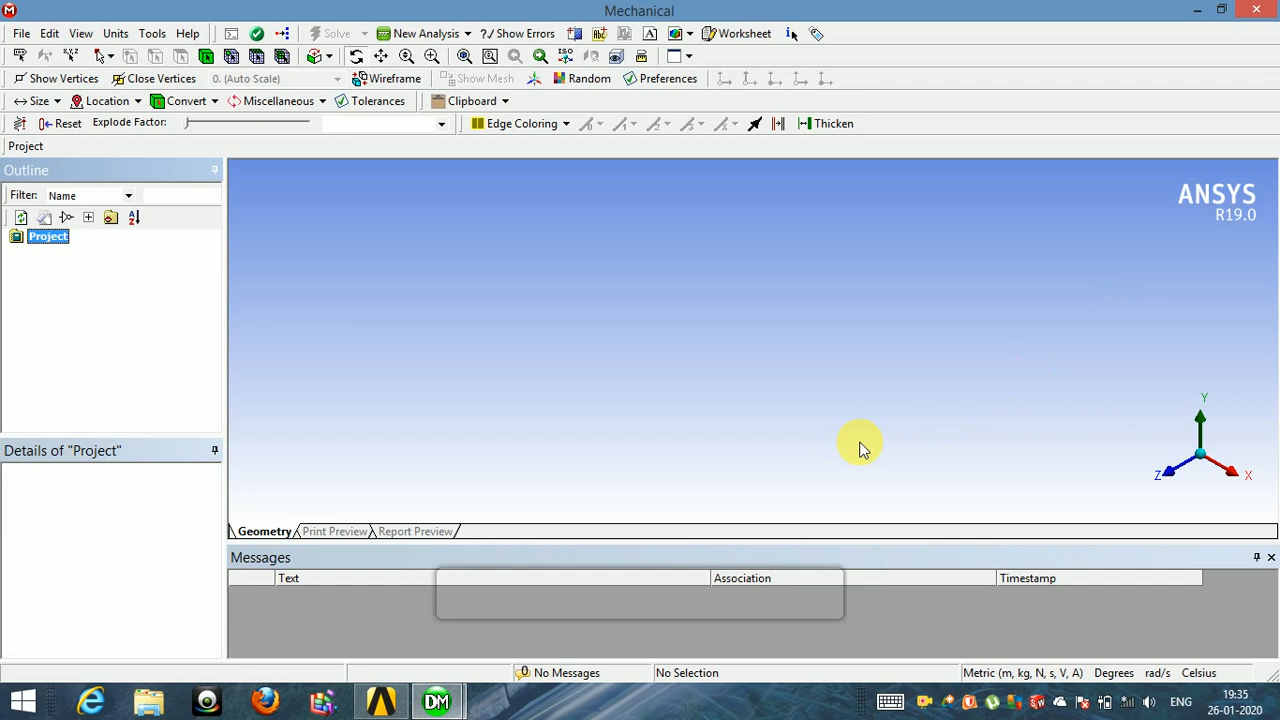 Mechanical
File Edit View Units Tools Help Solve New Analysis ? Show Errors A Worksheet i
ISO
Show Vertices Close Vertices 0. (Auto Scale) Wireframe Show Mesh Random Preferences
Size Location Convert Miscellaneous Tolerances Clipboard
Reset Explode Factor: Edge Coloring Thicken
Project
Outline
Filter: Name
Project
ANSYS
R19.0
Y
Z X
Details of "Project"
Geometry Print Preview Report Preview
Messages
Text Association Timestamp
0 No Messages No Selection Metric (m, kg, N, s, V, A) Degrees rad/s Celsius
DM ENG 19:35
26-01-2020